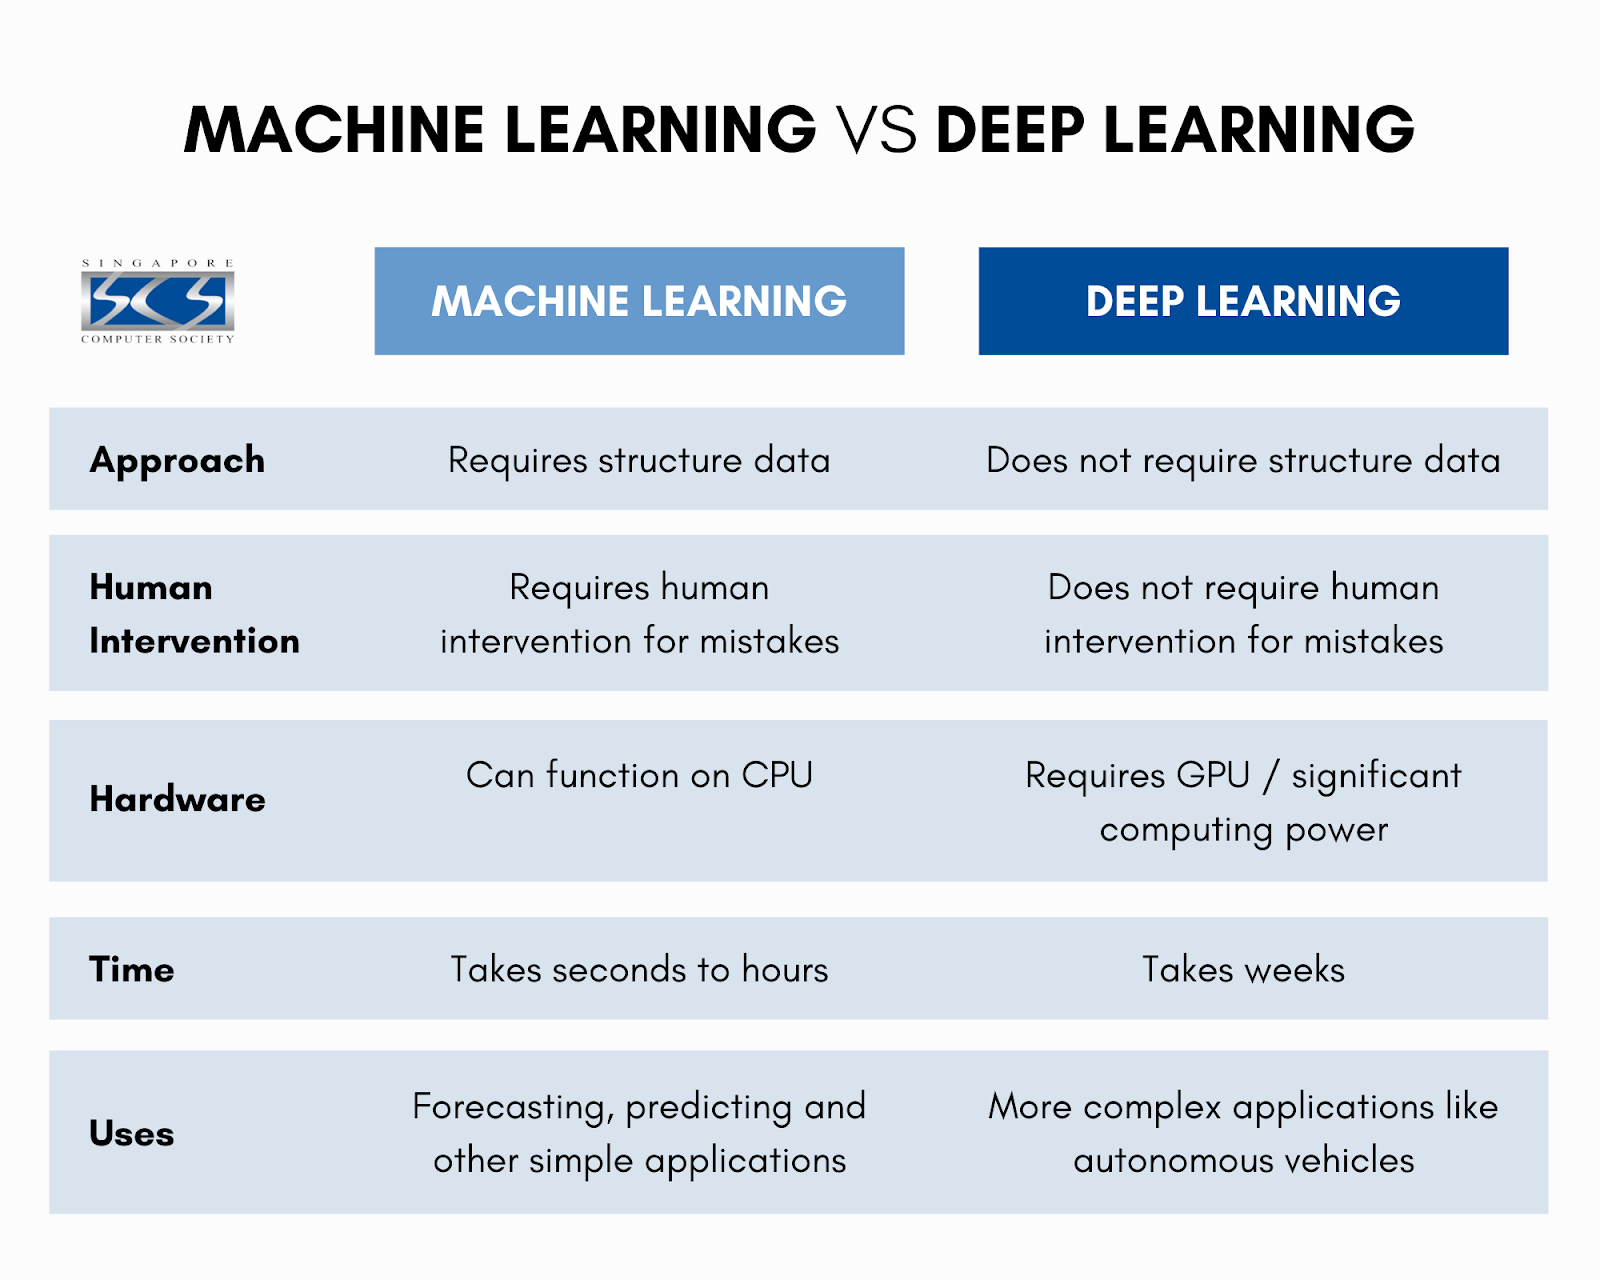 MACHINE LEARNING VS DEEP LEARNING
SINGAPORE
SCS
COMPUTER SOCIETY
MACHINE LEARNING
DEEP LEARNING
Approach
Requires structure data
Does not require structure data
Human
Intervention
Requires human
intervention for mistakes
Does not require human
intervention for mistakes
Hardware
Can function on CPU
Requires GPU / significant
computing power
Time
Takes seconds to hours
Takes weeks
Uses
Forecasting, predicting and
other simple applications
More complex applications like
autonomous vehicles